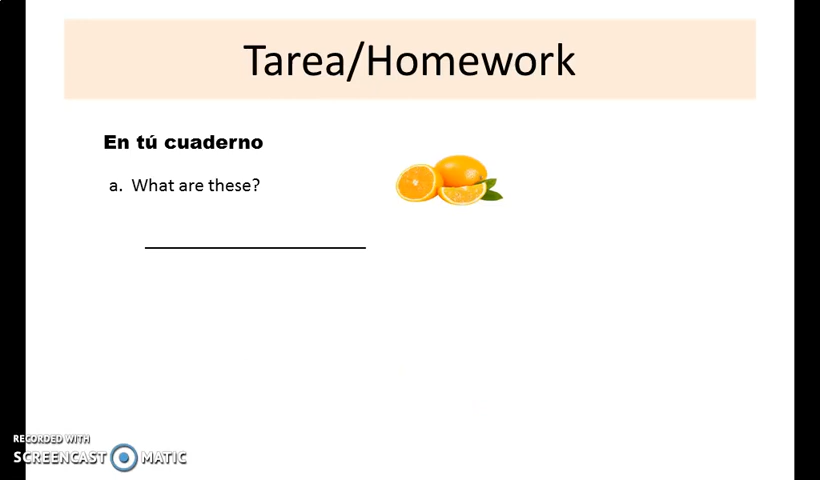 Tarea/Homework
En tú cuaderno
a. What are these?
RECORDED WITH
SCREENCAST MATIC